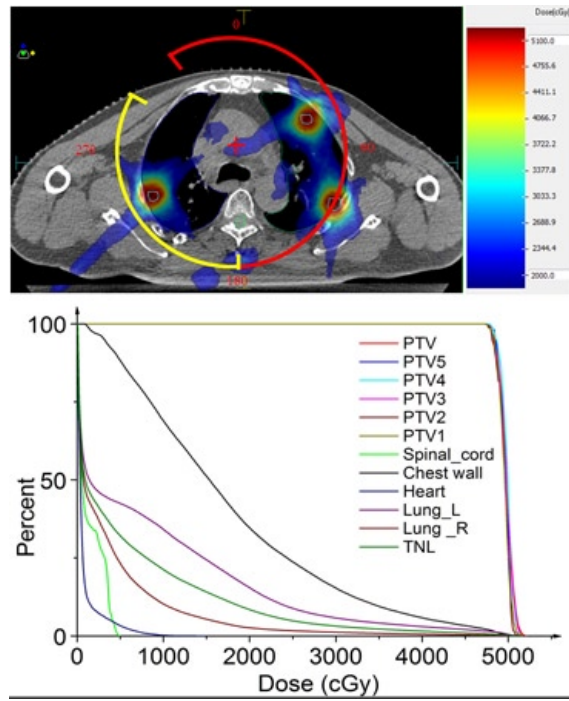 Dose(cGy)
0
5100.0
4755.6
4411.1
4066.7
3722.2
3377.8
3033.3
2688.9
2344.4
2000.0
270
180
100
50
0
0
1000
2000
3000
4000
5000
Percent
Dose (cGy)
PTV
PTV5
PTV4
PTV3
PTV2
PTV1
Spinal_cord
Chest wall
Heart
Lung_L
Lung _R
TNL